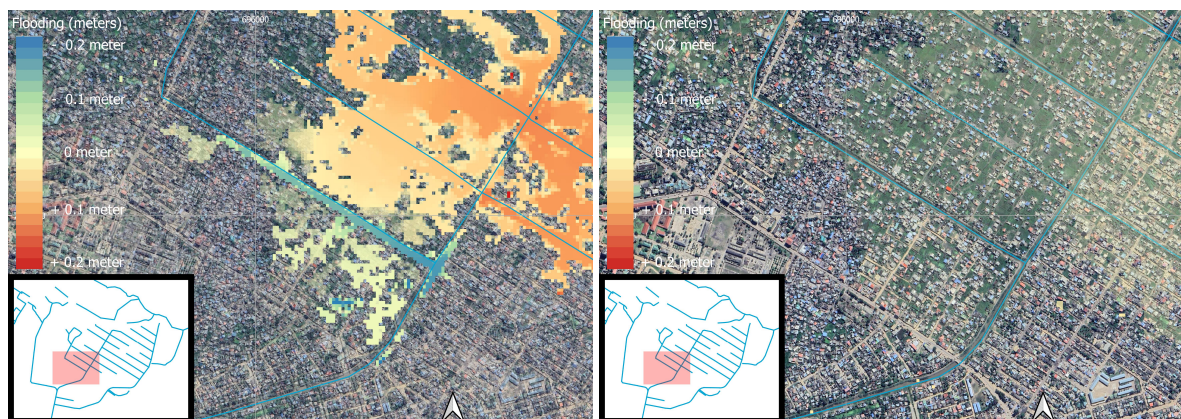 Flooding (meters)
696000
- 0.2 meter
- 0.1 meter
0 meter
+ 0.1 meter
+ 0.2 meter
Flooding (meters)
696000
- 0.2 meter
- 0.1 meter
0 meter
+ 0.1 meter
+ 0.2 meter